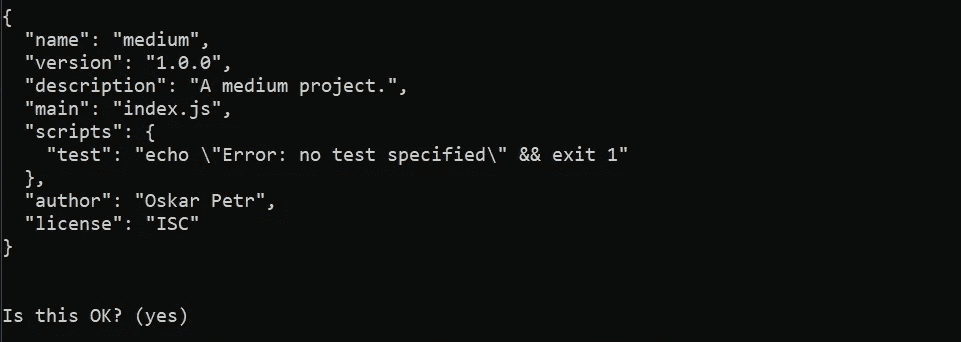 {
  "name": "medium",
  "version": "1.0.0",
  "description": "A medium project.",
  "main": "index.js",
  "scripts": {
    "test": "echo \"Error: no test specified\" && exit 1"
  },
  "author": "Oskar Petr",
  "license": "ISC"
}
Is this OK? (yes)